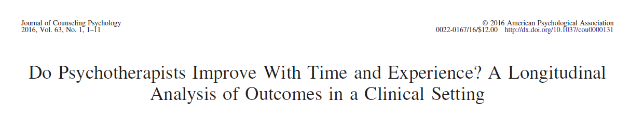 Journal of Counseling Psychology
2016, Vol. 63, No. 1, 1–11
© 2016 American Psychological Association
0022-0167/16/$12.00 http://dx.doi.org/10.1037/cou0000131
Do Psychotherapists Improve With Time and Experience? A Longitudinal
Analysis of Outcomes in a Clinical Setting